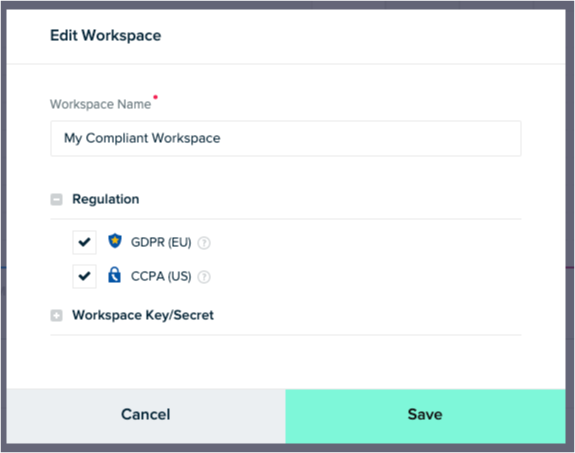 Edit Workspace
Workspace Name*
My Compliant Workspace
Regulation
GDPR (EU) ?
CCPA (US) ?
Workspace Key/Secret
Cancel Save